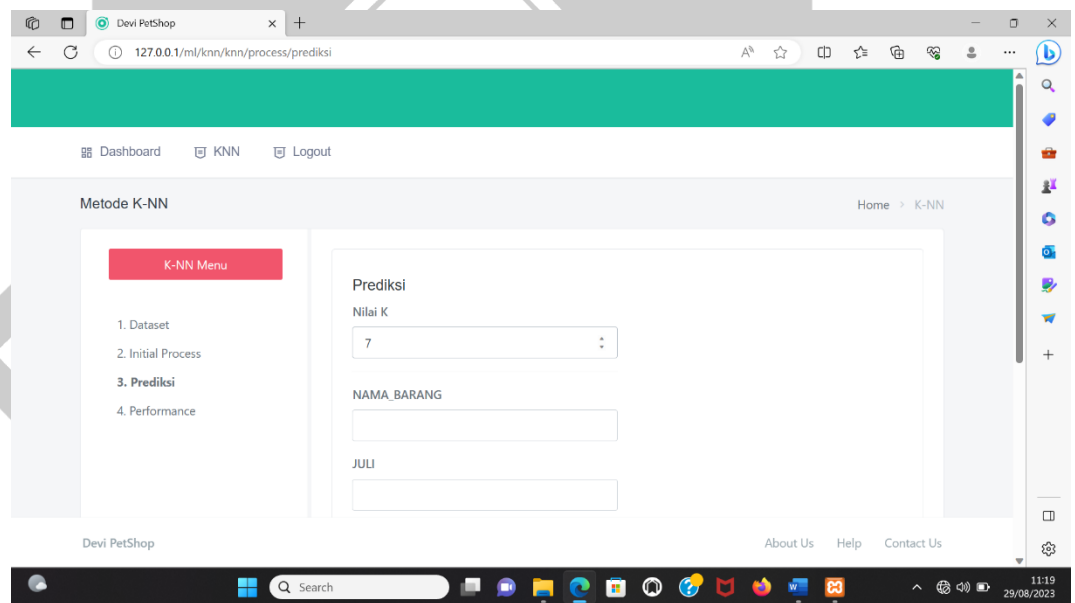 Devi PetShop
127.0.0.1/ml/knn/knn/process/prediksi
Dashboard KNN Logout
Metode K-NN
Home > K-NN
K-NN Menu
1. Dataset
2. Initial Process
3. Prediksi
4. Performance
Prediksi
Nilai K
7
NAMA_BARANG
JULI
Devi PetShop
About Us Help Contact Us
Search
11:19
29/08/2023